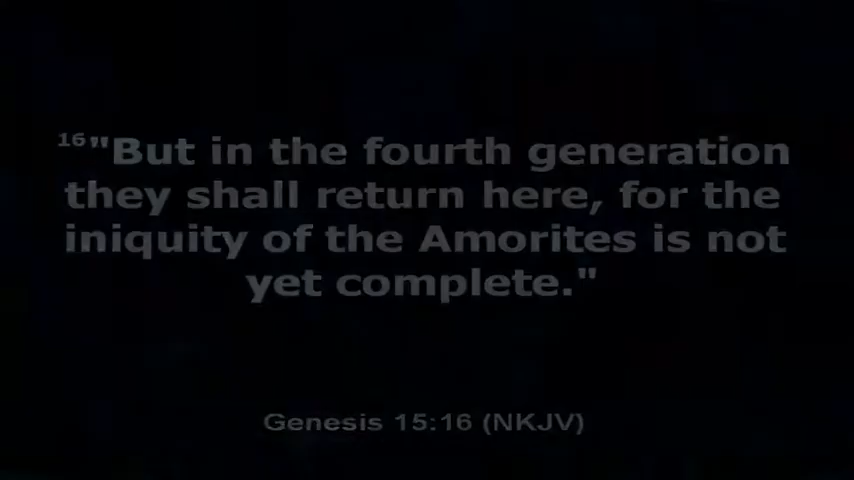 16"But in the fourth generation
they shall return here, for the
iniquity of the Amorites is not
yet complete."
Genesis 15:16 (NKJV)